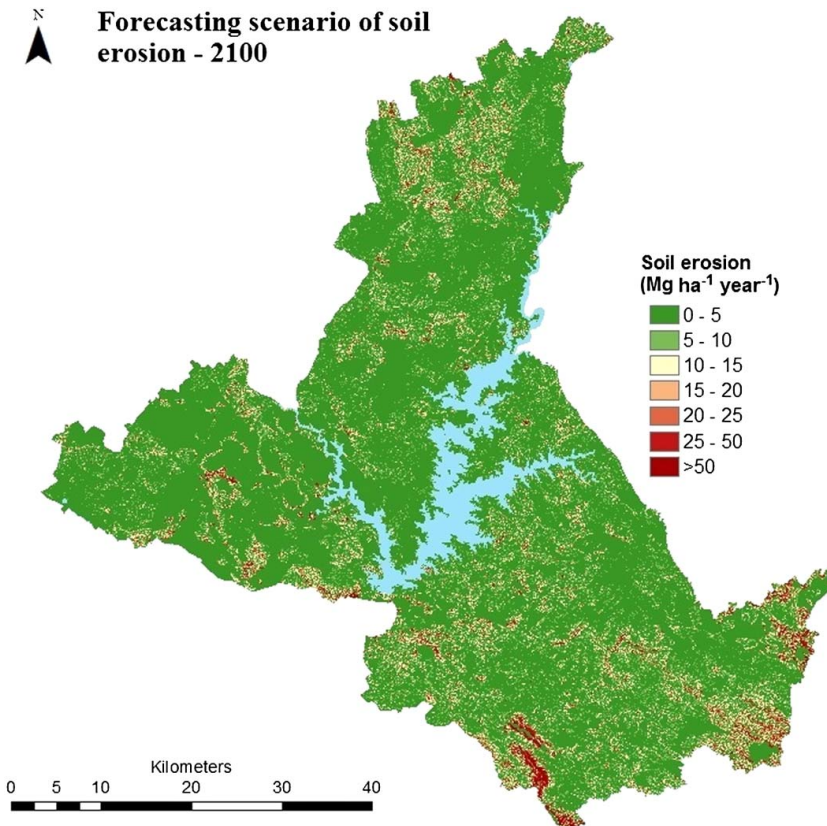 N
Forecasting scenario of soil
erosion - 2100
Soil erosion
(Mg ha⁻¹ year⁻¹)
0 - 5
5 - 10
10 - 15
15 - 20
20 - 25
25 - 50
>50
Kilometers
0 5 10 20 30 40